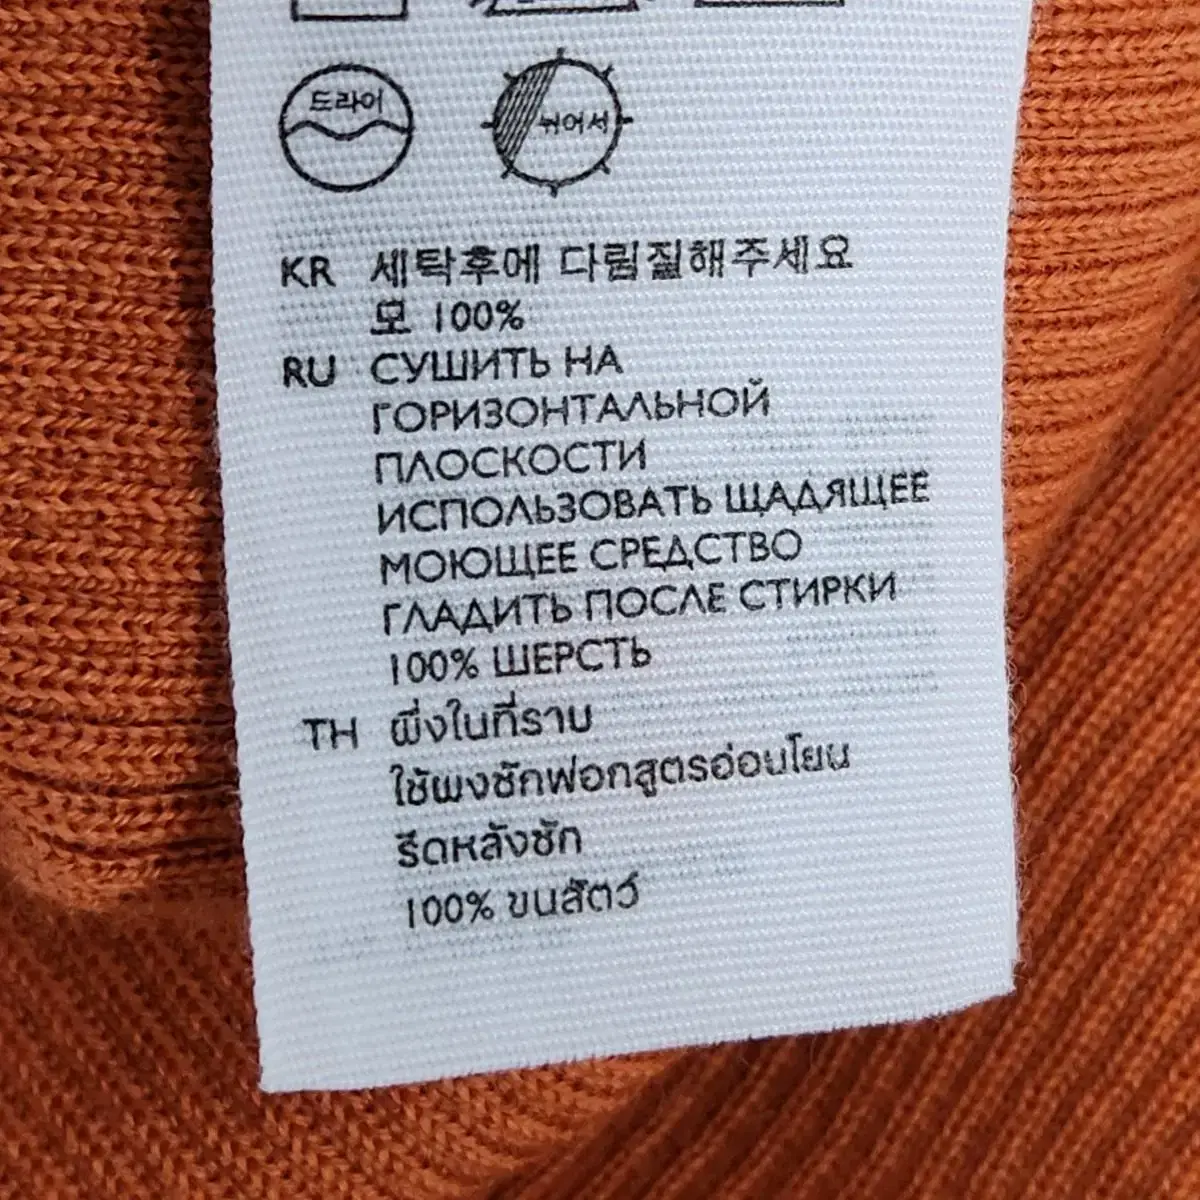 드라이
뉘어서
KR 세탁후에 다림질해주세요
모 100%
RU СУШИТЬ НА
ГОРИЗОНТАЛЬНОЙ
ПЛОСКОСТИ
ИСПОЛЬЗОВАТЬ ЩАДЯЩЕЕ
МОЮЩЕЕ СРЕДСТВО
ГЛАДИТЬ ПОСЛЕ СТИРКИ
100% ШЕРСТЬ
TH ผึ่งในที่ราบ
ใช้ผงซักฟอกสูตรอ่อนโยน
รีดหลังซัก
100% ขนสัตว์